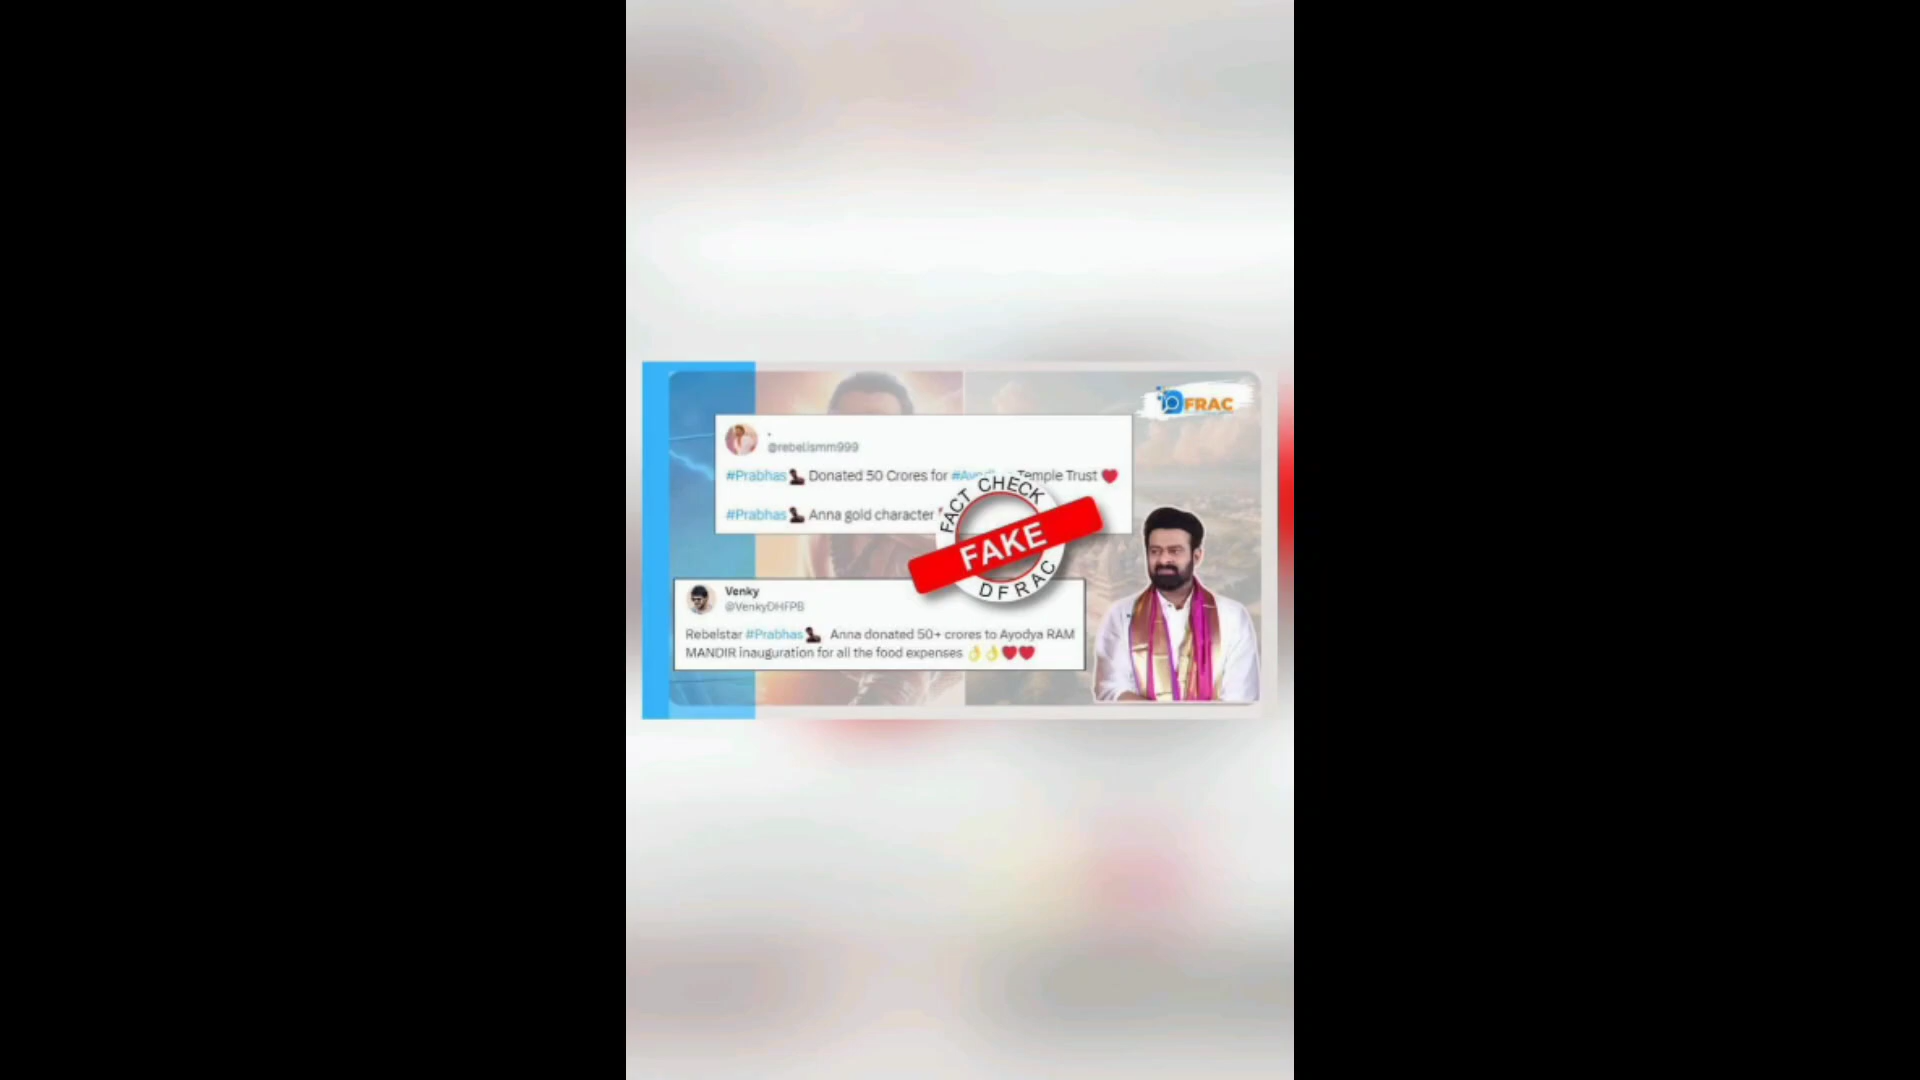 DFRAC
@rebelismm999
#Prabhas Donated 50 Crores for Temple Trust ❤️
#Prabhas Anna gold character
FACT CHECK
FAKE
DFRAC
Venky
@VenkyDHFPB
Rebelstar #Prabhas Anna donated 50+ crores to Ayodya RAM
MANDIR inauguration for all the food expenses 👌👌❤️❤️